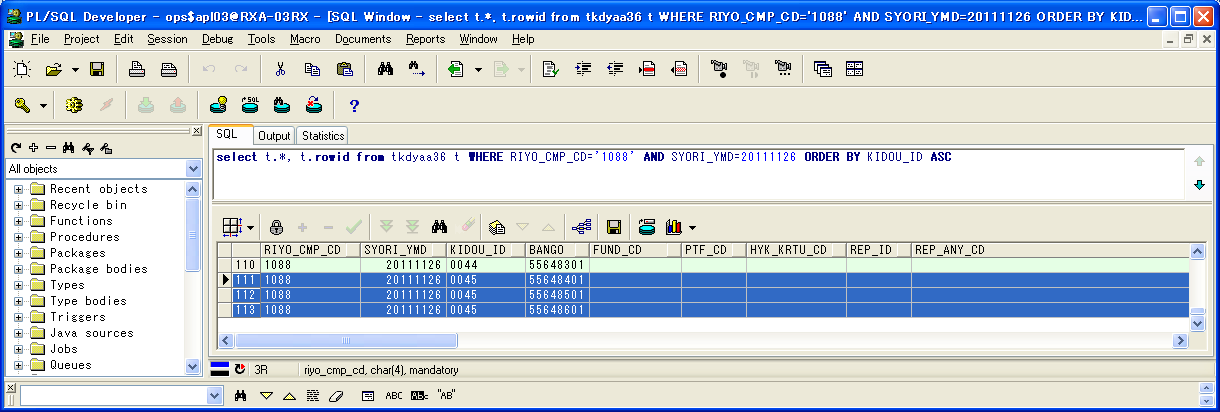 PL/SQL Developer - ops$apl03@RXA-03RX - [SQL Window - select t.*, t.rowid from tkdyaa36 t WHERE RIYO_CMP_CD='1088' AND SYORI_YMD=20111126 ORDER BY KID...
File Project Edit Session Debug Tools Macro Documents Reports Window Help
SQL
?
SQL Output Statistics
All objects
select t.*, t.rowid from tkdyaa36 t WHERE RIYO_CMP_CD='1088' AND SYORI_YMD=20111126 ORDER BY KIDOU_ID ASC
Recent objects
Recycle bin
Functions
Procedures
Packages
Package bodies
Types
Type bodies
Triggers
Java sources
Jobs
Queues
RIYO_CMP_CD SYORI_YMD KIDOU_ID BANGO FUND_CD PTF_CD HYK_KRTU_CD REP_ID REP_ANY_CD
110 1088 20111126 0044 55648301
111 1088 20111126 0045 55648401
112 1088 20111126 0045 55648501
113 1088 20111126 0045 55648601
3R riyo_cmp_cd, char(4), mandatory
ABC "AB"